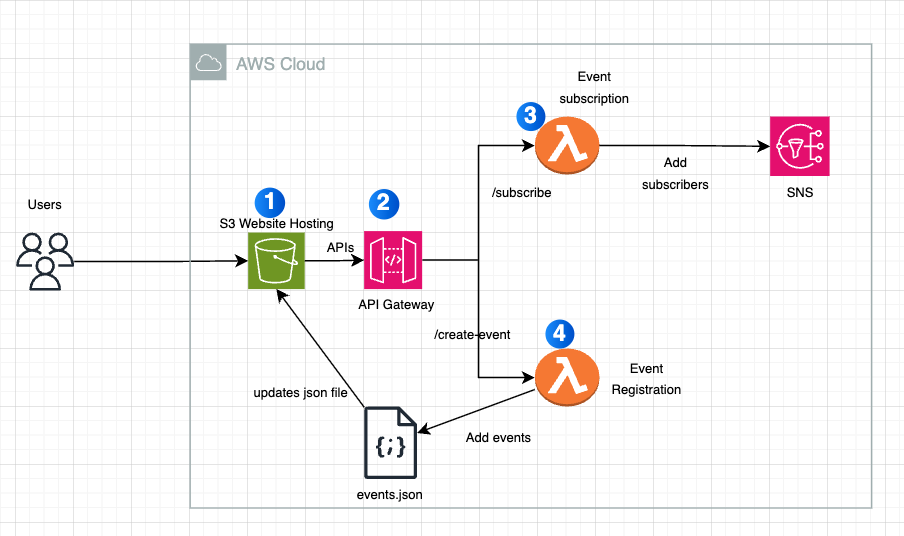 AWS Cloud
Event
subscription
3
Add
subscribers
SNS
/subscribe
Users
1
2
S3 Website Hosting
APIs
</>
API Gateway
/create-event
4
Event
Registration
updates json file
Add events
{;}
events.json